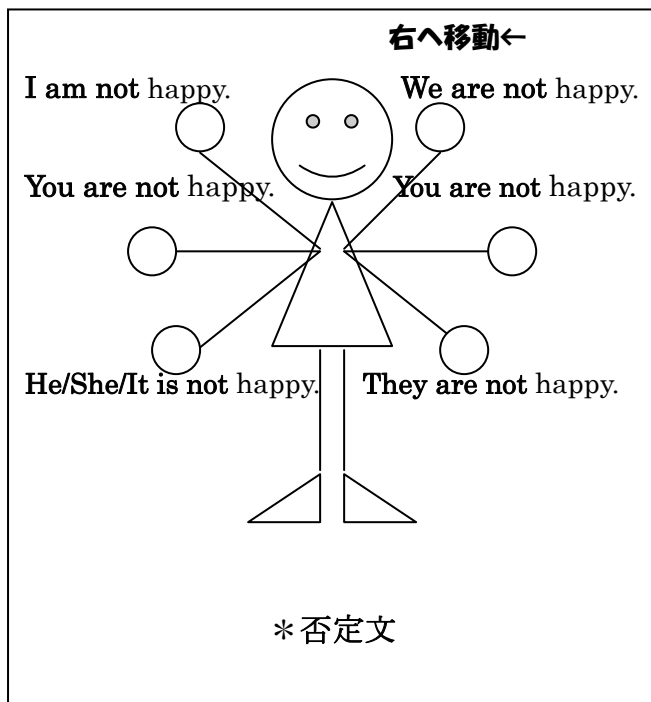 右へ移動←
I am not happy.
We are not happy.
You are not happy.
You are not happy.
He/She/It is not happy.
They are not happy.
＊否定文